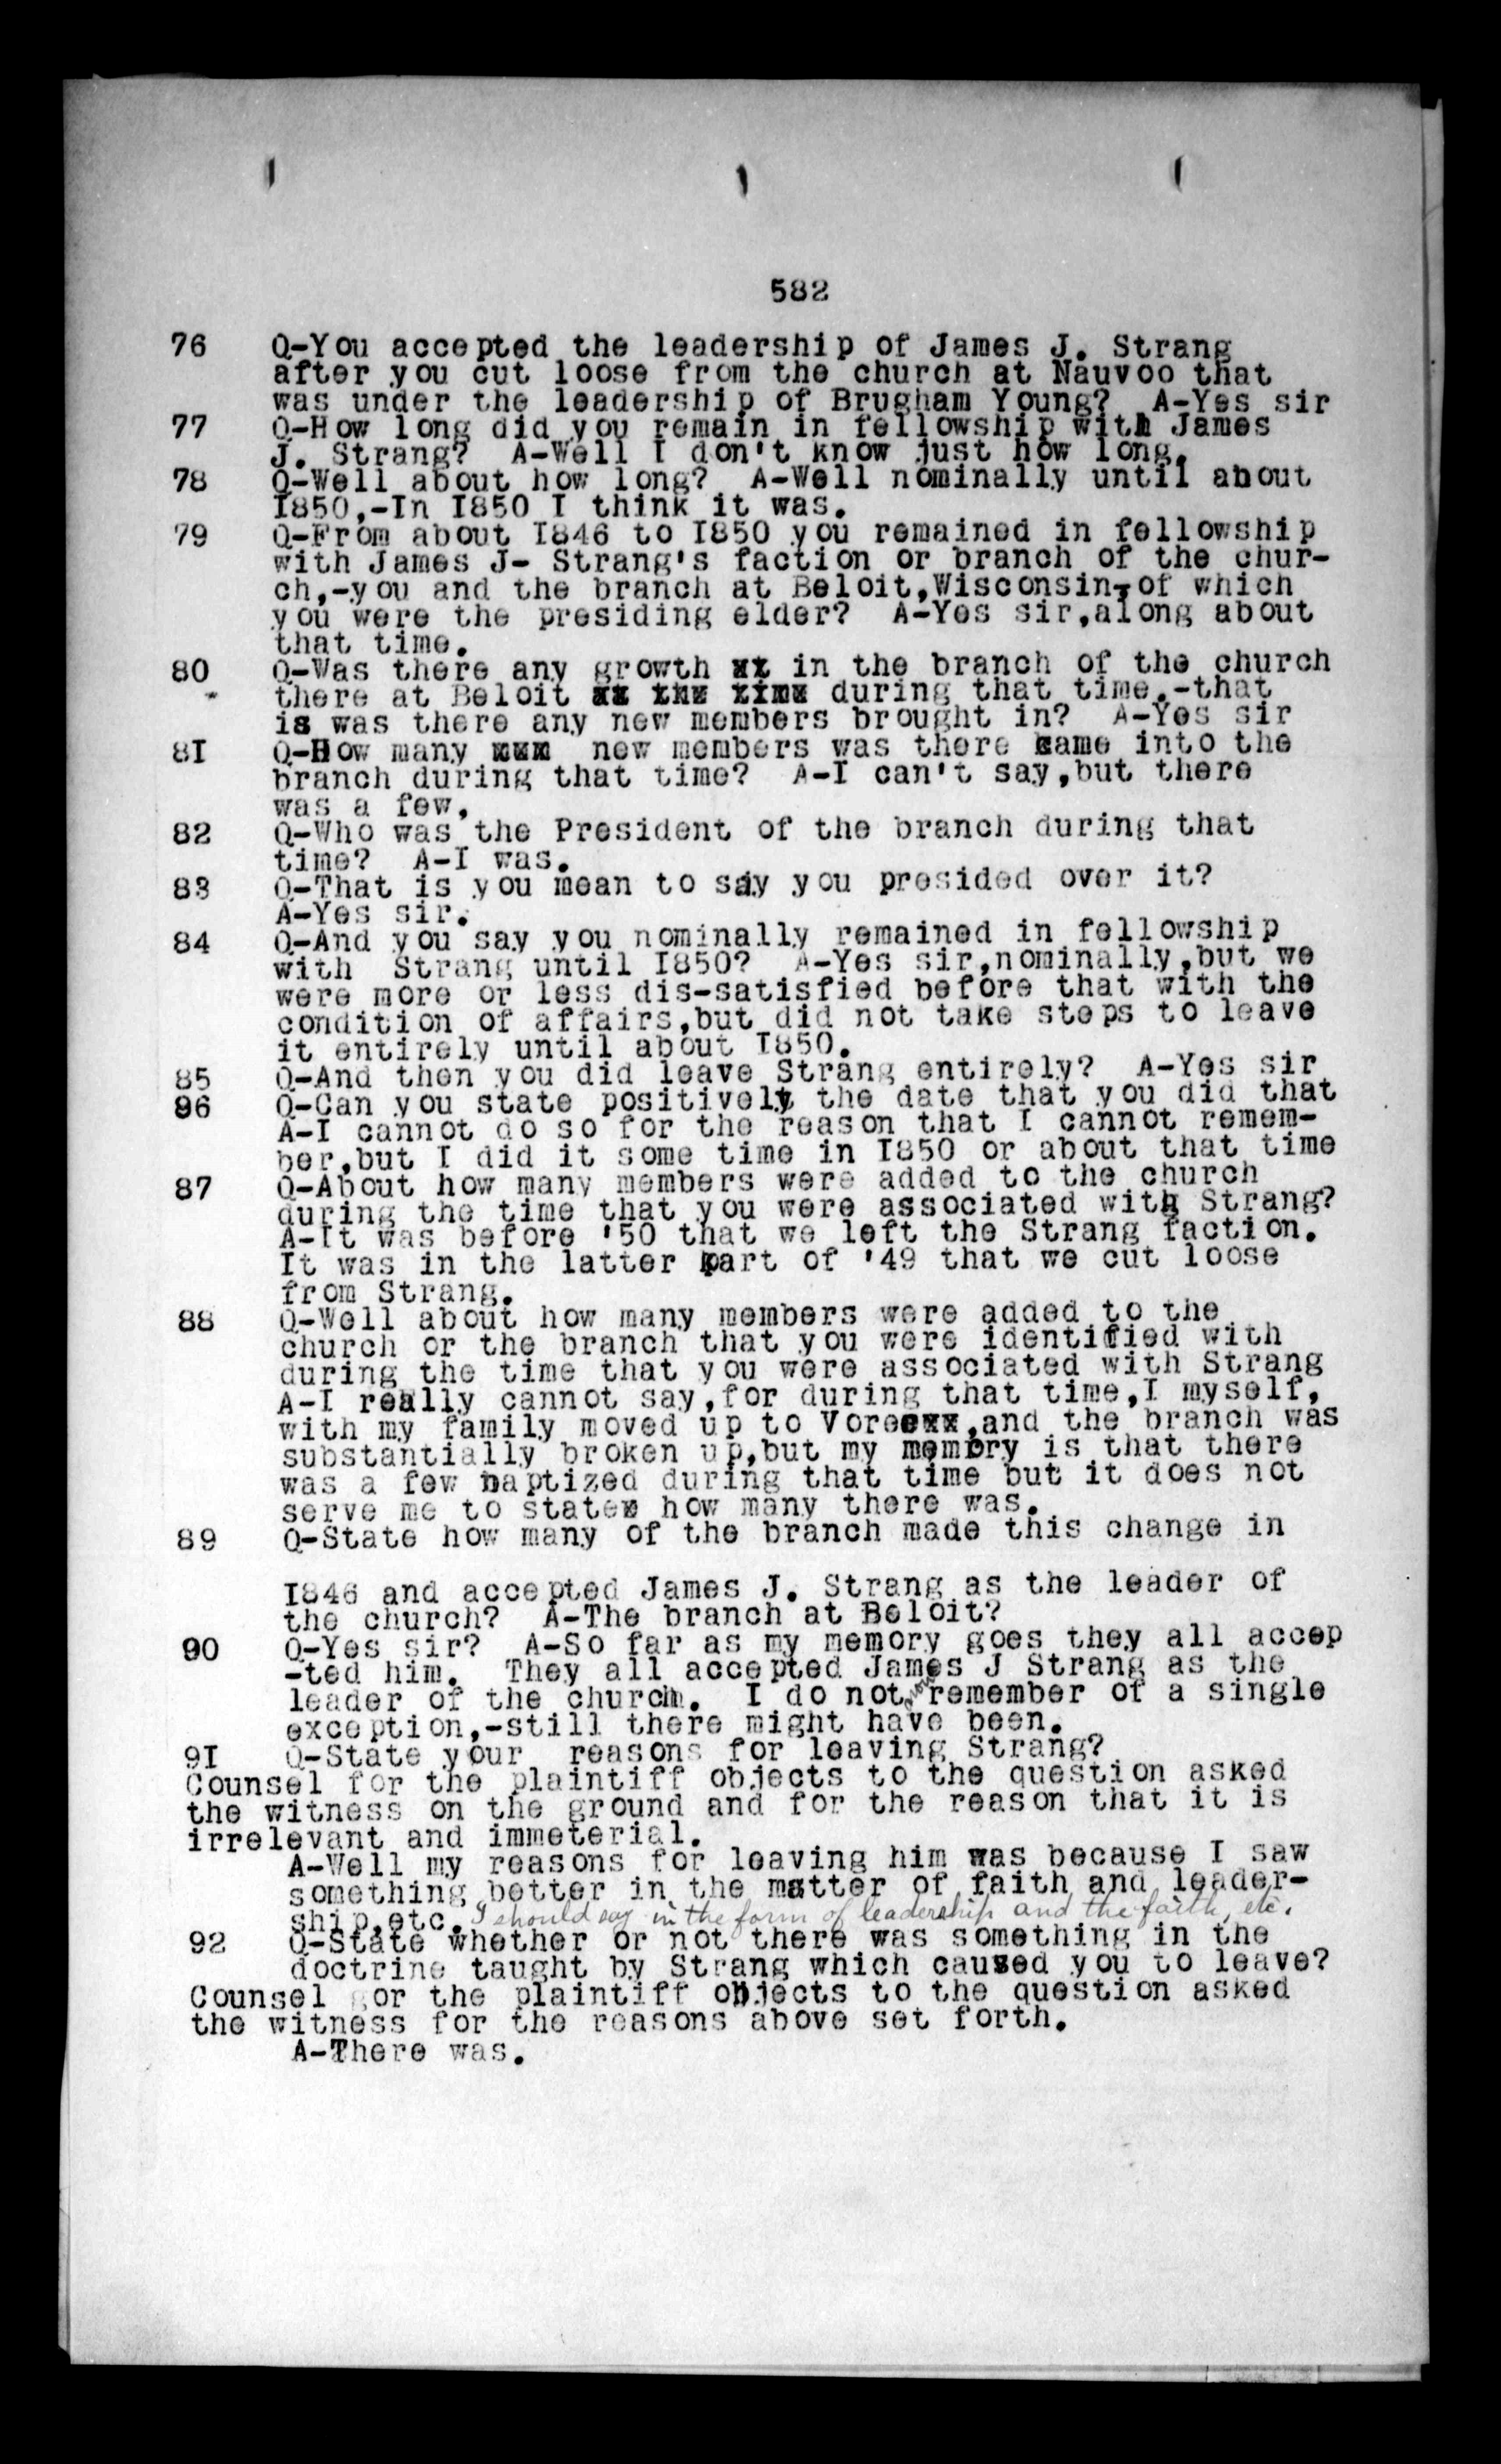 582
76 Q-You accepted the leadership of James J. Strang
after you cut loose from the church at Nauvoo that
was under the leadership of Brugham Young? A-Yes sir
77 Q-How long did you remain in fellowship with James
J. Strang? A-Well I don't know just how long.
78 Q-Well about how long? A-Well nominally until about
I850,-In I850 I think it was.
79 Q-From about I846 to I850 you remained in fellowship
with James J- Strang's faction or branch of the chur-
ch,-you and the branch at Beloit,Wisconsin,-of which
you were the presiding elder? A-Yes sir,along about
that time.
80 Q-Was there any growth xt in the branch of the church
there at Beloit xx thx timx during that time,-that
is was there any new members brought in? A-Yes sir
8I Q-How many xxx new members was there came into the
branch during that time? A-I can't say,but there
was a few.
82 Q-Who was the President of the branch during that
time? A-I was.
83 Q-That is you mean to say you presided over it?
A-Yes sir.
84 Q-And you say you nominally remained in fellowship
with Strang until I850? A-Yes sir,nominally,but we
were more or less dis-satisfied before that with the
condition of affairs,but did not take steps to leave
it entirely until about I850.
85 Q-And then you did leave Strang entirely? A-Yes sir
96 Q-Can you state positively the date that you did that
A-I cannot do so for the reason that I cannot remem-
ber,but I did it some time in I850 or about that time
87 Q-About how many members were added to the church
during the time that you were associated with Strang?
A-It was before '50 that we left the Strang faction.
It was in the latter part of '49 that we cut loose
from Strang.
88 Q-Well about how many members were added to the
church or the branch that you were identified with
during the time that you were associated with Strang
A-I really cannot say,for during that time,I myself,
with my family moved up to Voreexx,and the branch was
substantially broken up,but my memory is that there
was a few baptized during that time but it does not
serve me to statex how many there was.
89 Q-State how many of the branch made this change in
I846 and accepted James J. Strang as the leader of
the church? A-The branch at Beloit?
90 Q-Yes sir? A-So far as my memory goes they all accep
-ted him. They all accepted James J Strang as the
leader of the church. I do not now remember of a single
exception,-still there might have been.
9I Q-State your reasons for leaving Strang?
Counsel for the plaintiff objects to the question asked
the witness on the ground and for the reason that it is
irrelevant and immeterial.
A-Well my reasons for leaving him was because I saw
something better in the matter of faith and leader-
ship,etc. I should say in the form of leadership and the faith, etc.
92 Q-State whether or not there was something in the
doctrine taught by Strang which caused you to leave?
Counsel gor the plaintiff objects to the question asked
the witness for the reasons above set forth.
A-There was.